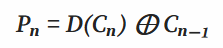 Pₙ = D(Cₙ) ⨁ Cₙ₋₁